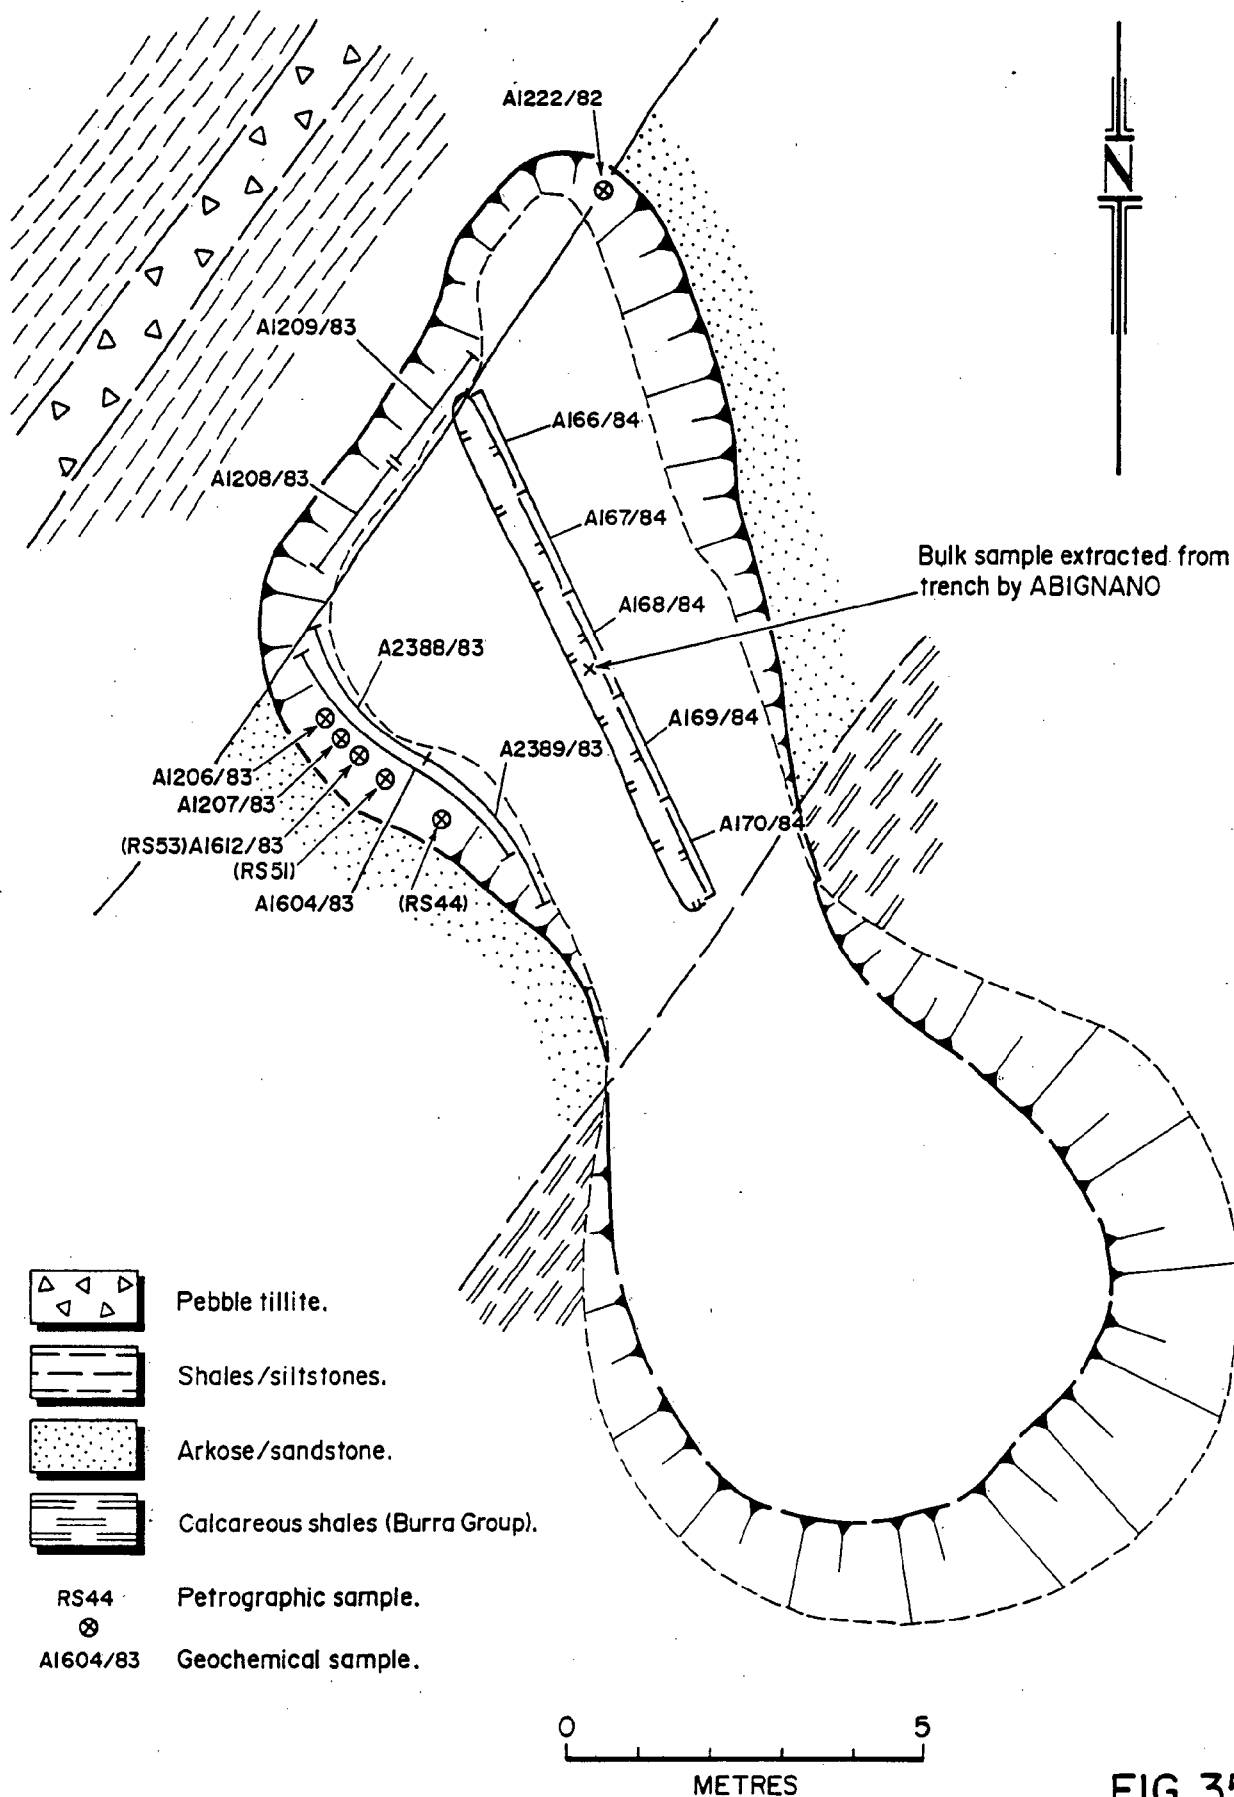 A1222/82
N
A1209/83
A166/84
A1208/83
A167/84
Bulk sample extracted from
trench by ABIGNANO
A168/84
A2388/83
A169/84
A2389/83
A1206/83
A1207/83
A170/84
(RS53)A1612/83
(RS51)
A1604/83
(RS44)
Pebble tillite.
Shales/siltstones.
Arkose/sandstone.
Calcareous shales (Burra Group).
RS44 Petrographic sample.
A1604/83 Geochemical sample.
0 5
METRES
FIG. 35